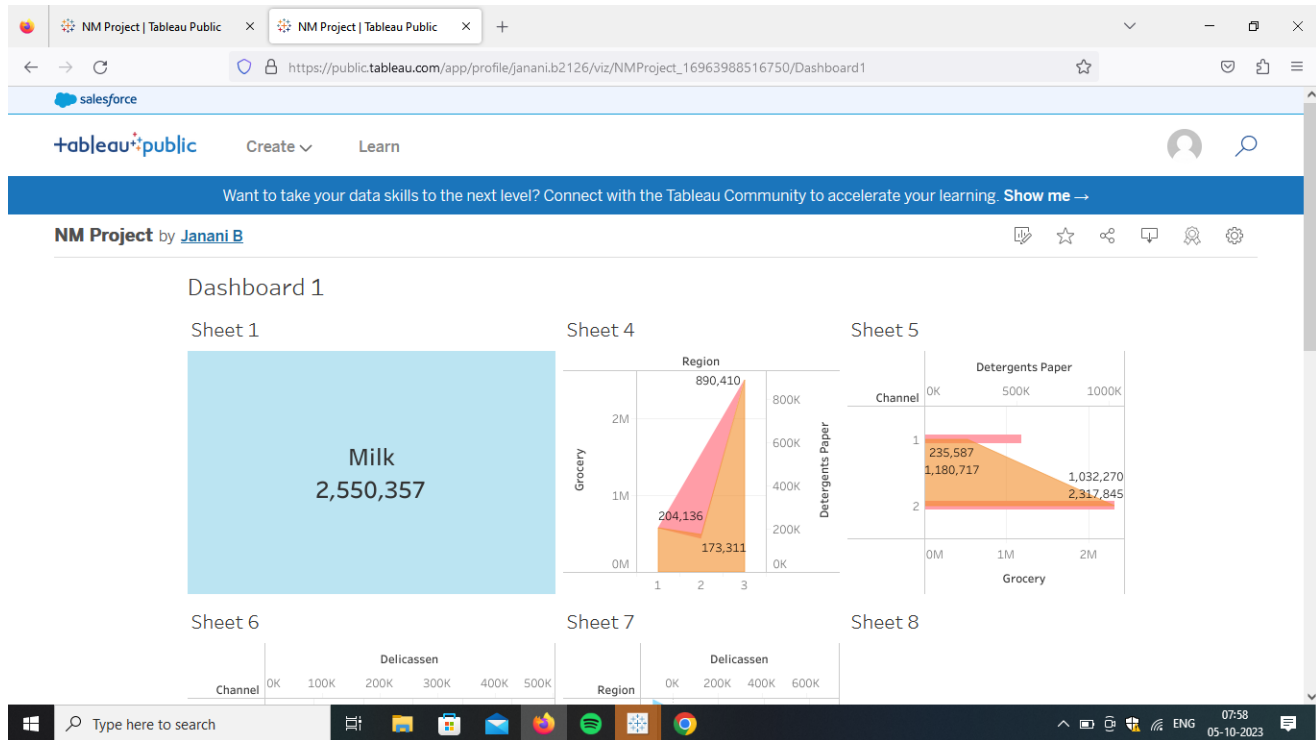 NM Project | Tableau Public
NM Project | Tableau Public
https://public.tableau.com/app/profile/janani.b2126/viz/NMProject_16963988516750/Dashboard1
salesforce
tableau public
Create
Learn
Want to take your data skills to the next level? Connect with the Tableau Community to accelerate your learning. Show me →
NM Project by Janani B
Dashboard 1
Sheet 1
Milk
2,550,357
Sheet 4
Region
890,410
2M
1M
0M
Grocery
204,136
173,311
800K
600K
400K
200K
0K
Detergents Paper
1 2 3
Sheet 5
Detergents Paper
Channel 0K 500K 1000K
1
235,587
1,180,717
1,032,270
2,317,845
2
0M 1M 2M
Grocery
Sheet 6
Delicassen
Channel 0K 100K 200K 300K 400K 500K
Sheet 7
Delicassen
Region 0K 200K 400K 600K
Sheet 8
Type here to search
ENG
07:58
05-10-2023